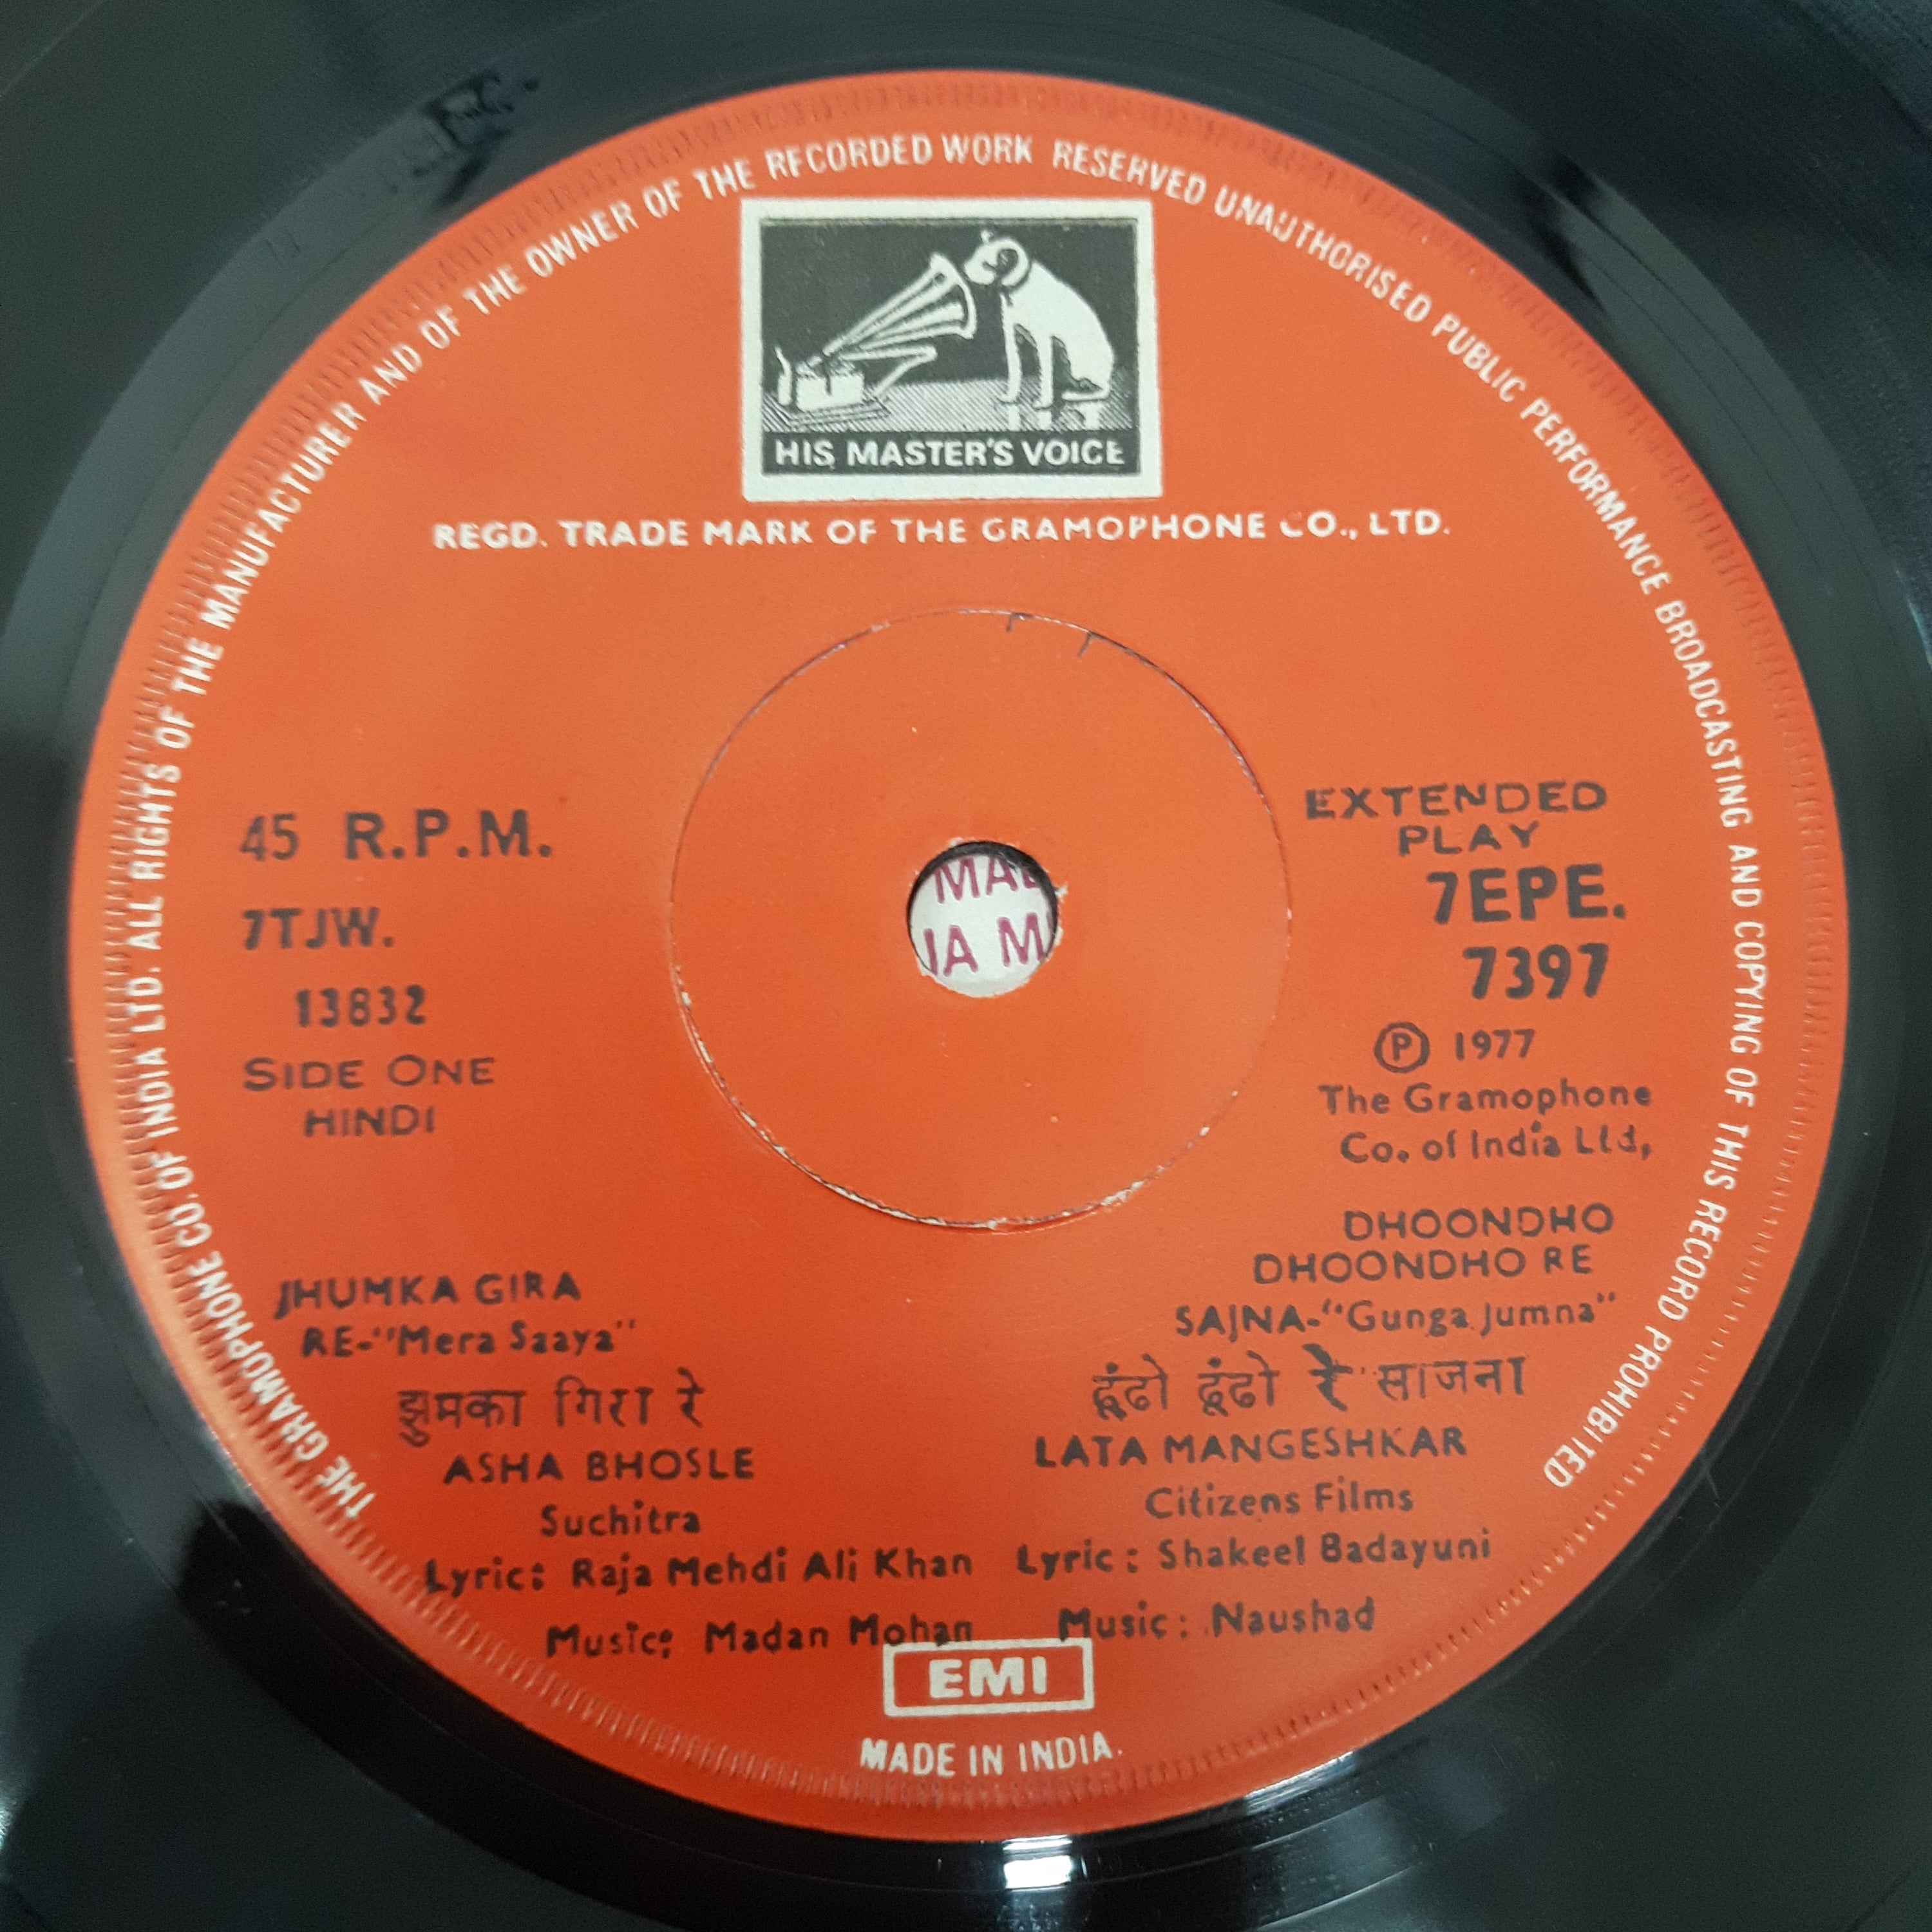 THE GRAMOPHONE CO. OF INDIA LTD. ALL RIGHTS OF THE MANUFACTURER AND OF THE OWNER OF THE RECORDED WORK RESERVED UNAUTHORISED PUBLIC PERFORMANCE BROADCASTING AND COPYING OF THIS RECORD PROHIBITED
HIS MASTER'S VOICE
REGD. TRADE MARK OF THE GRAMOPHONE CO., LTD.
45 R.P.M.
7TJW.
13832
SIDE ONE
HINDI
EXTENDED
PLAY
7EPE.
7397
Ⓟ 1977
The Gramophone
Co. of India Ltd,
JHUMKA GIRA
RE-"Mera Saaya"
झुमका गिरा रे
ASHA BHOSLE
Suchitra
Lyric: Raja Mehdi Ali Khan
Music: Madan Mohan
DHOONDHO
DHOONDHO RE
SAJNA-"Gunga Jumna"
ढूंढो ढूंढो रे साजना
LATA MANGESHKAR
Citizens Films
Lyric: Shakeel Badayuni
Music: Naushad
EMI
MADE IN INDIA.